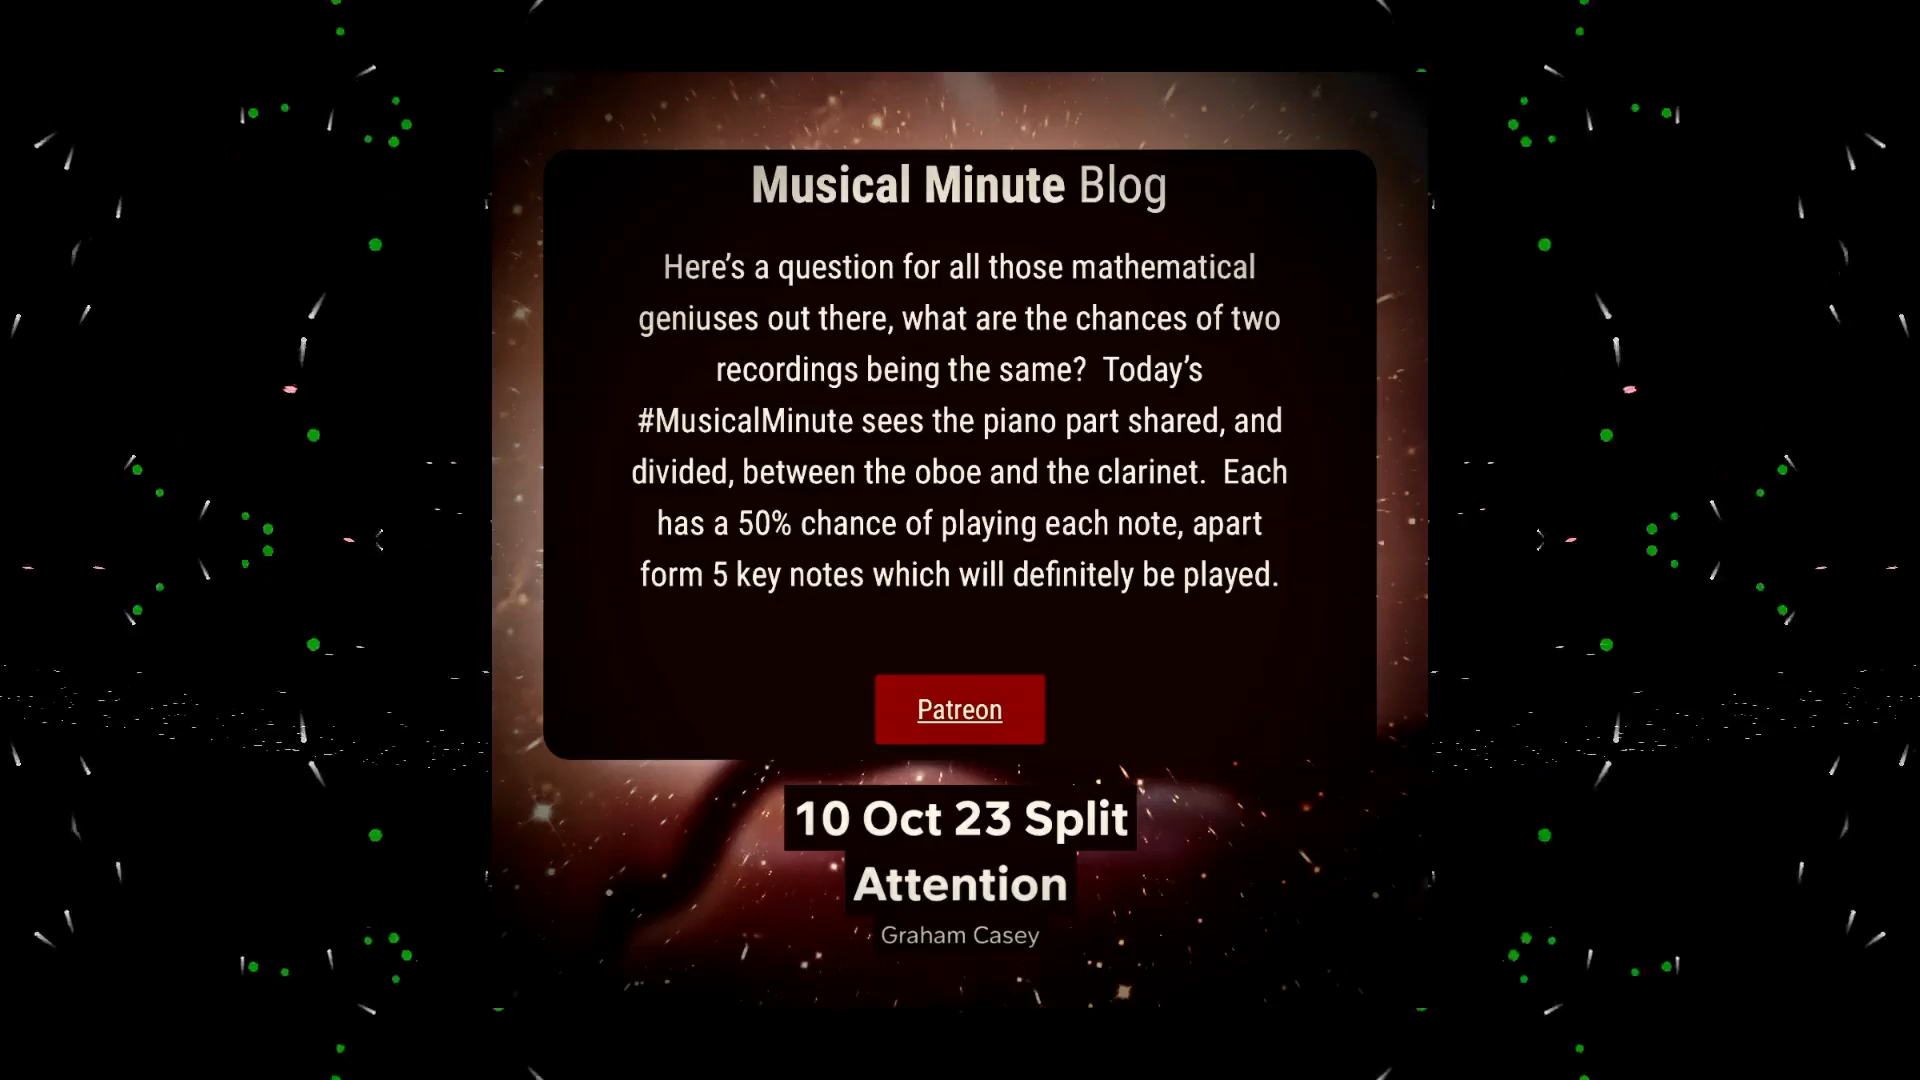 Musical Minute Blog
Here’s a question for all those mathematical
geniuses out there, what are the chances of two
recordings being the same?  Today’s
#MusicalMinute sees the piano part shared, and
divided, between the oboe and the clarinet.  Each
has a 50% chance of playing each note, apart
form 5 key notes which will definitely be played.
Patreon
10 Oct 23 Split
Attention
Graham Casey